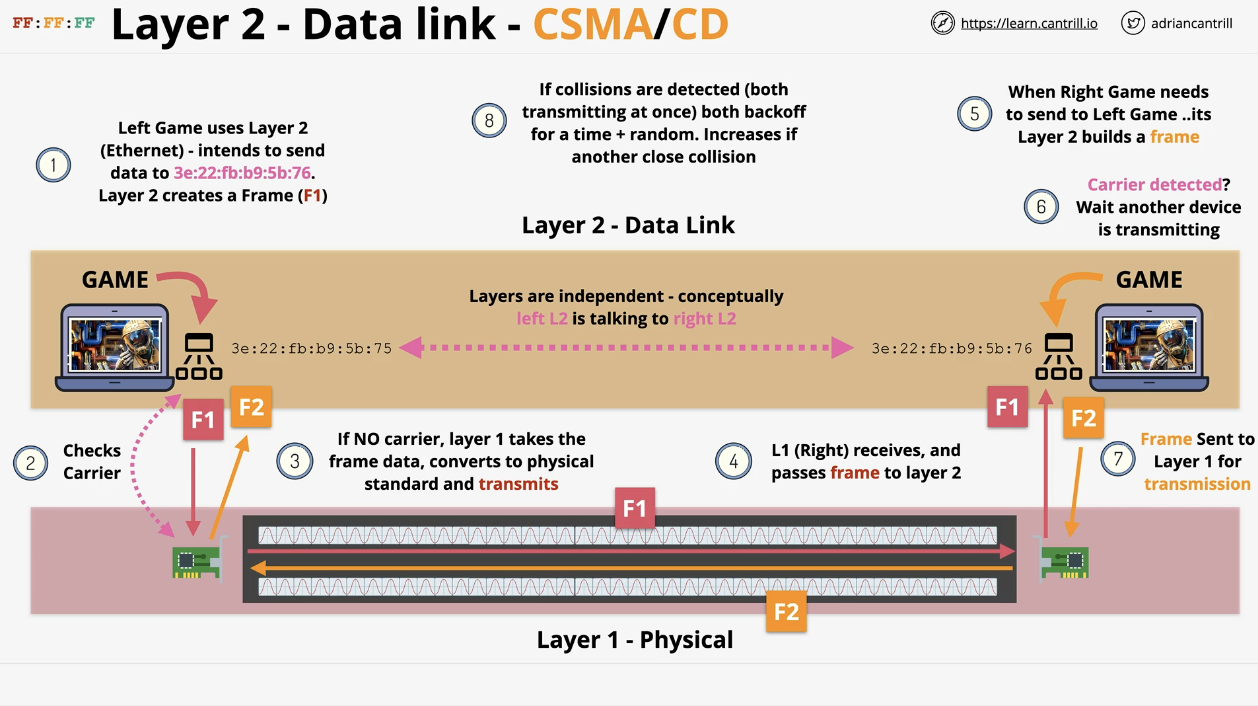 FF:FF:FF
Layer 2 - Data link - CSMA/CD
https://learn.cantrill.io
adriancantrill
1
Left Game uses Layer 2
(Ethernet) - intends to send
data to 3e:22:fb:b9:5b:76.
Layer 2 creates a Frame (F1)
8
If collisions are detected (both
transmitting at once) both backoff
for a time + random. Increases if
another close collision
5
When Right Game needs
to send to Left Game ..its
Layer 2 builds a frame
6
Carrier detected?
Wait another device
is transmitting
Layer 2 - Data Link
GAME
Layers are independent - conceptually
left L2 is talking to right L2
GAME
3e:22:fb:b9:5b:75
3e:22:fb:b9:5b:76
F1
F2
F1
F2
2
Checks
Carrier
3
If NO carrier, layer 1 takes the
frame data, converts to physical
standard and transmits
4
L1 (Right) receives, and
passes frame to layer 2
7
Frame Sent to
Layer 1 for
transmission
F1
F2
Layer 1 - Physical